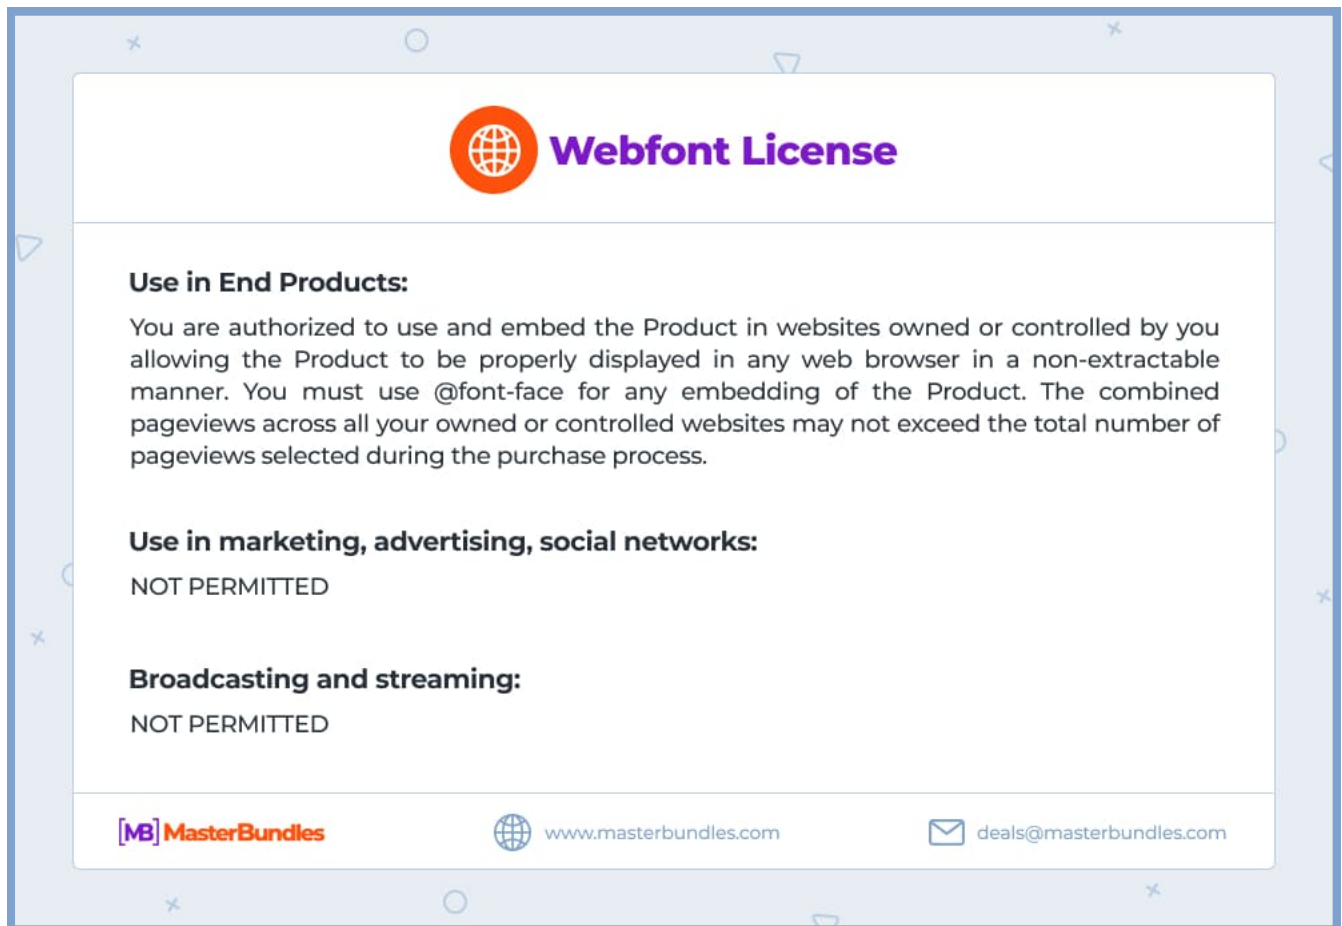 Webfont License
Use in End Products:
You are authorized to use and embed the Product in websites owned or controlled by you
allowing the Product to be properly displayed in any web browser in a non-extractable
manner. You must use @font-face for any embedding of the Product. The combined
pageviews across all your owned or controlled websites may not exceed the total number of
pageviews selected during the purchase process.
Use in marketing, advertising, social networks:
NOT PERMITTED
Broadcasting and streaming:
NOT PERMITTED
[MB] MasterBundles
www.masterbundles.com
deals@masterbundles.com